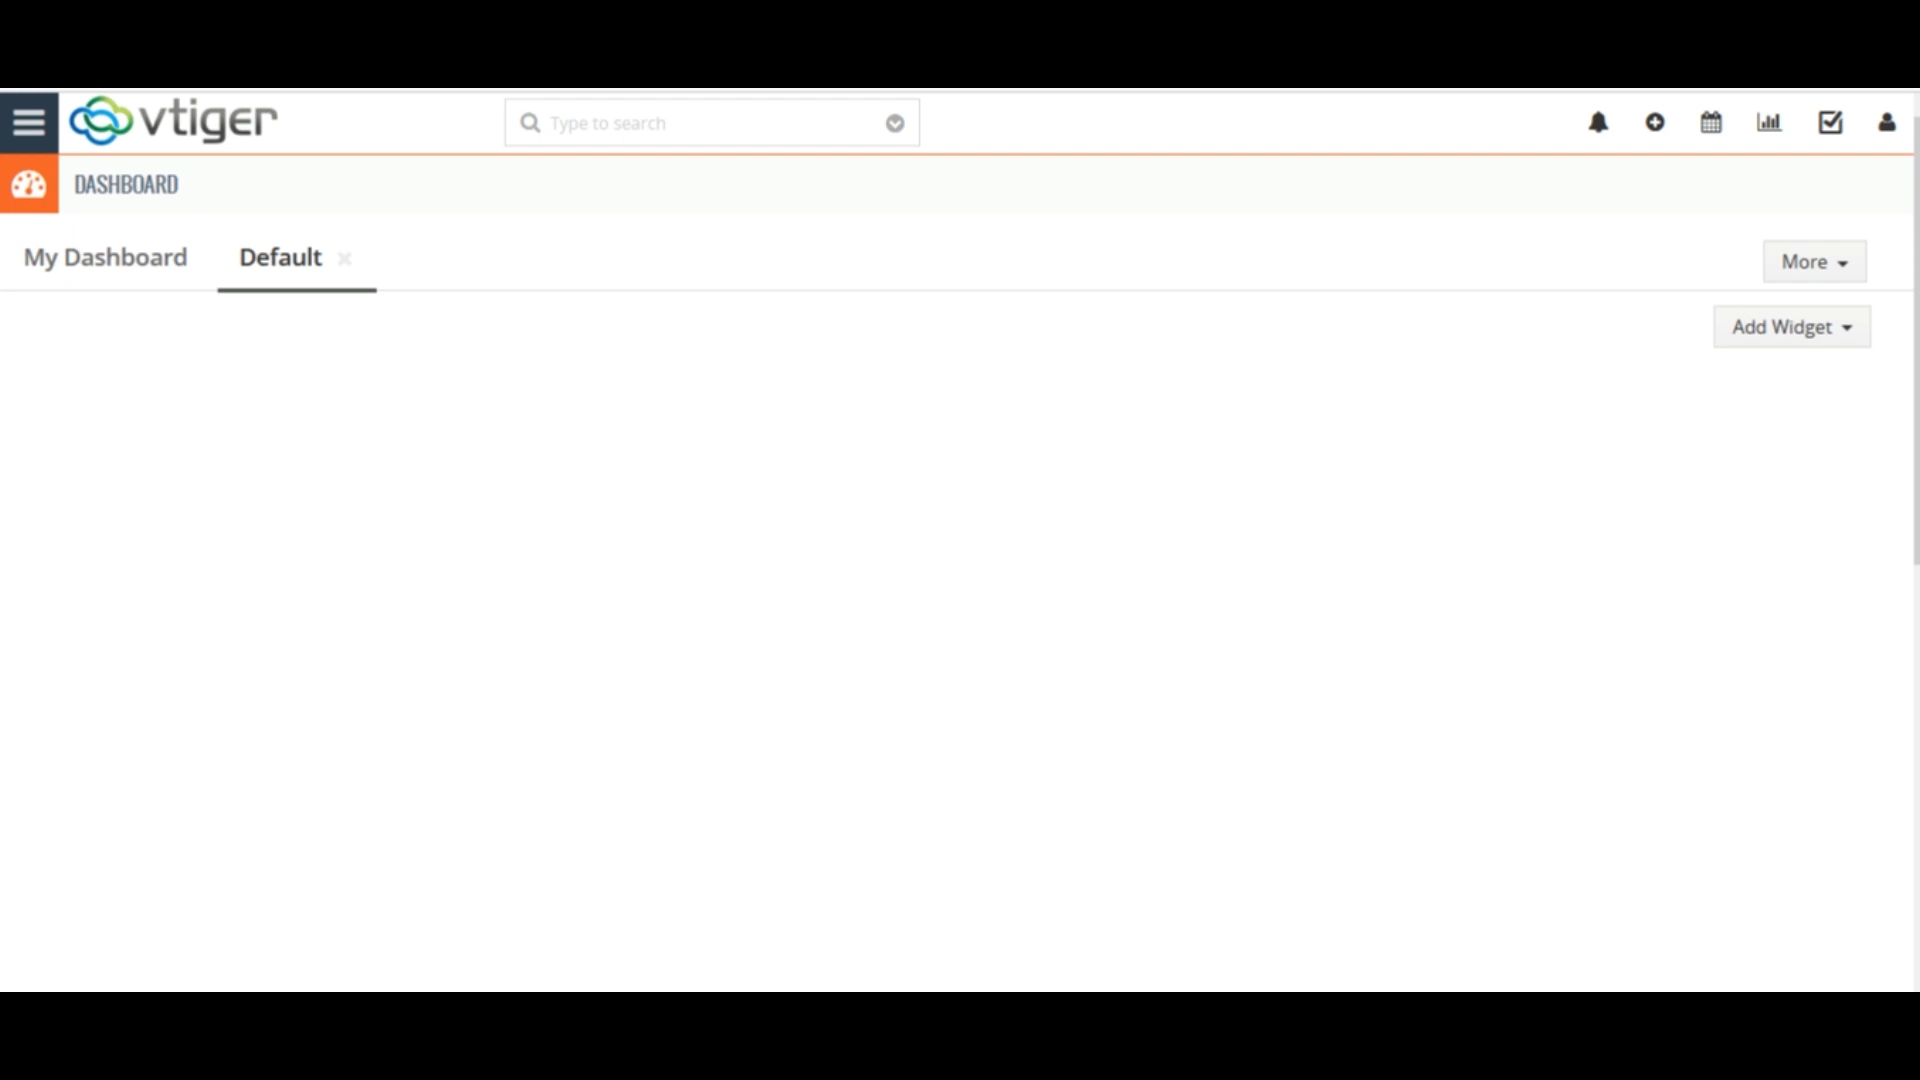 vtiger
Type to search
DASHBOARD
My Dashboard
Default
More
Add Widget